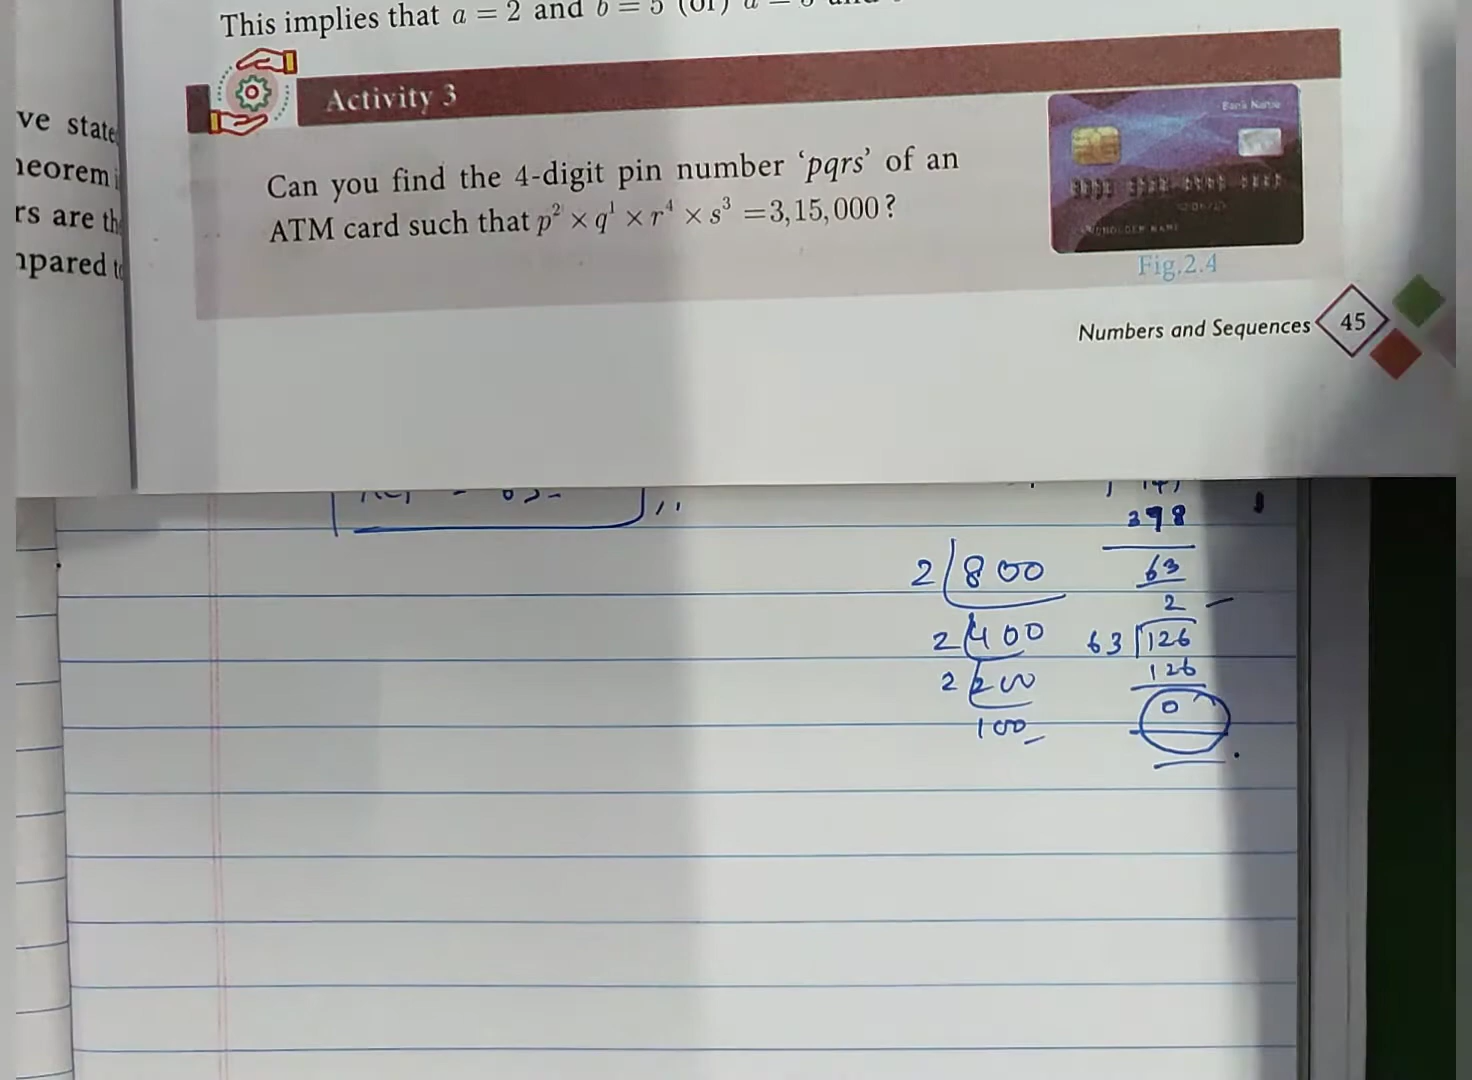 This implies that a = 2 and b = 5 (or) a
Activity 3
ve state
heorem
rs are th
Can you find the 4-digit pin number ‘pqrs’ of an
ATM card such that p² × q¹ × r⁴ × s³ = 3,15,000 ?
Bank Name
Fig.2.4
Numbers and Sequences 45
398
2 800
63
2
2 400
63 126
2 200
126
100
0